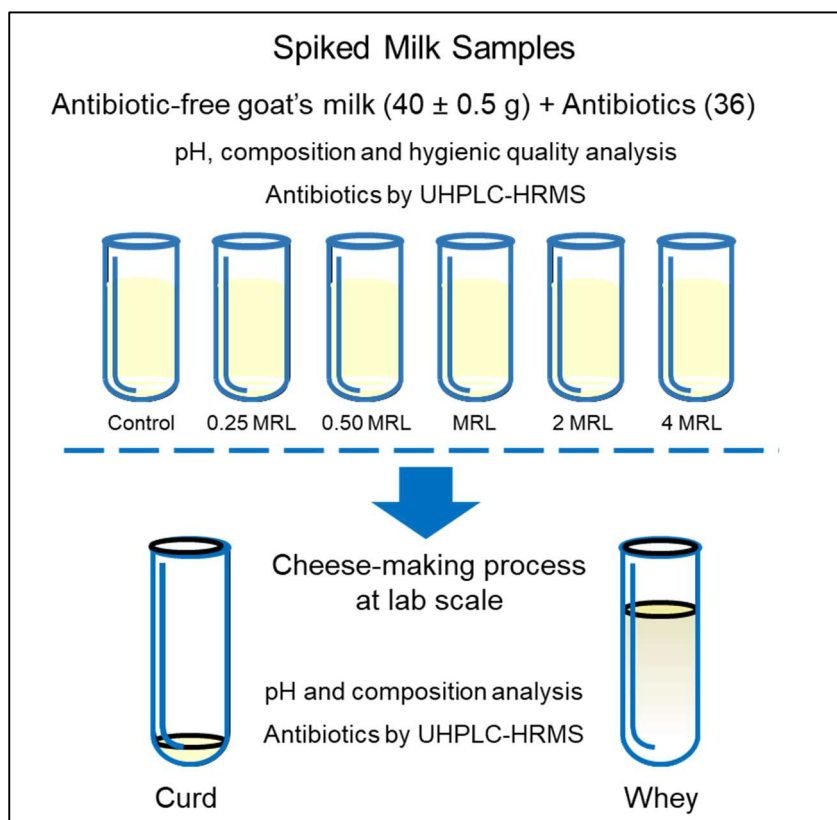 Spiked Milk Samples
Antibiotic-free goat's milk (40 ± 0.5 g) + Antibiotics (36)
pH, composition and hygienic quality analysis
Antibiotics by UHPLC-HRMS
Control 0.25 MRL 0.50 MRL MRL 2 MRL 4 MRL
Cheese-making process
at lab scale
pH and composition analysis
Antibiotics by UHPLC-HRMS
Curd Whey